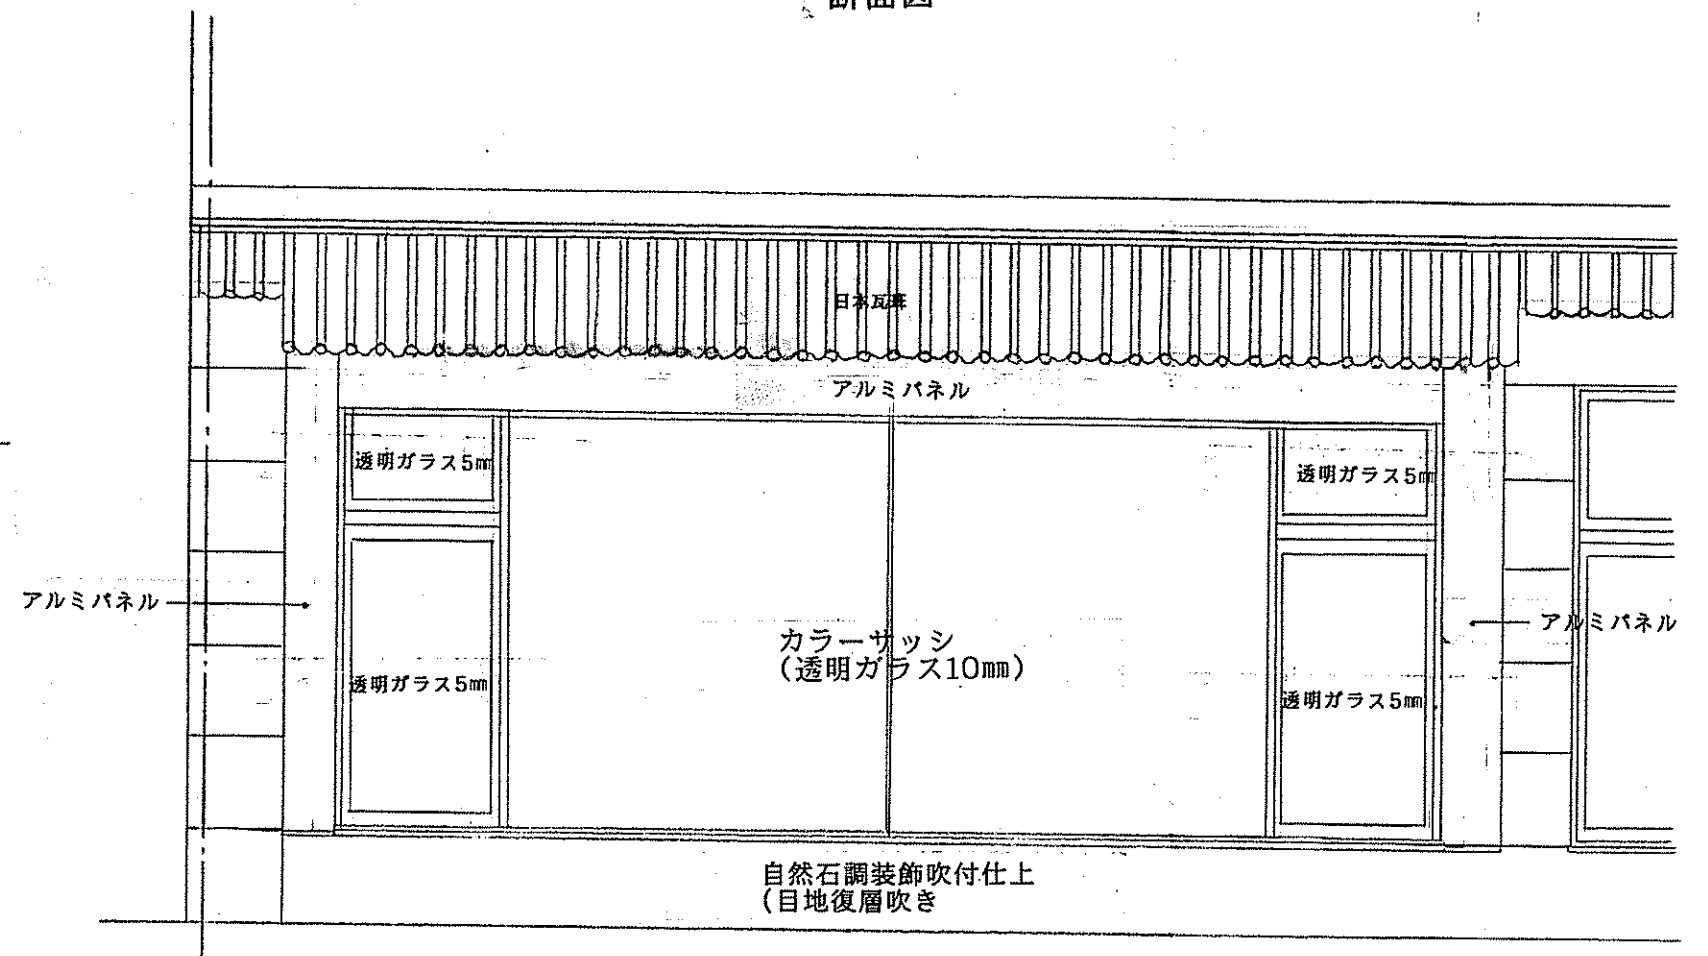 断面図
日本瓦葺
アルミパネル
透明ガラス5㎜
透明ガラス5㎜
アルミパネル
アルミパネル
カラーサッシ
(透明ガラス10㎜)
透明ガラス5㎜
透明ガラス5㎜
自然石調装飾吹付仕上
(目地復層吹き